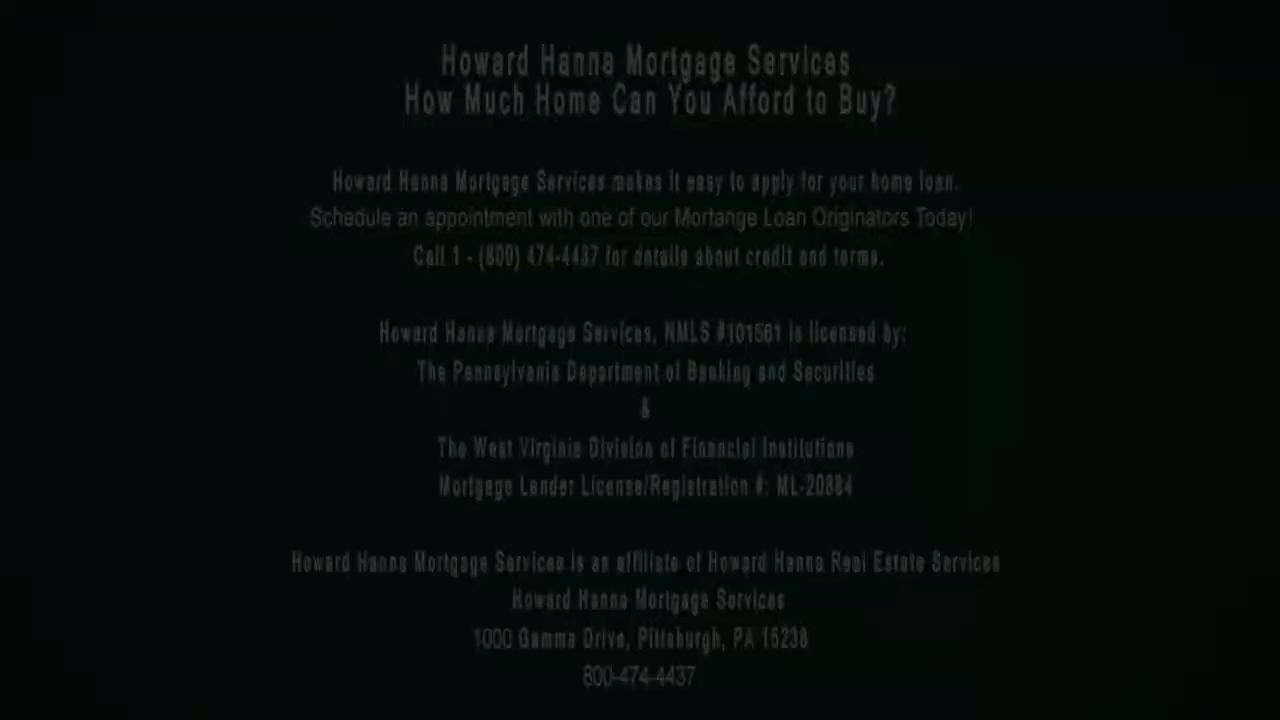 Howard Hanna Mortgage Services
How Much Home Can You Afford to Buy?
Howard Hanna Mortgage Services makes it easy to apply for your home loan.
Schedule an appointment with one of our Mortange Loan Originators Today!
Call 1 - (800) 474-4437 for details about credit and terms.
Howard Hanna Mortgage Services, NMLS #101561 is licensed by:
The Pennsylvania Department of Banking and Securities
&
The West Virginia Division of Financial Institutions
Mortgage Lender License/Registration #: ML-20884
Howard Hanna Mortgage Services is an affiliate of Howard Hanna Real Estate Services
Howard Hanna Mortgage Services
1000 Gamma Drive, Pittsburgh, PA 15238
800-474-4437